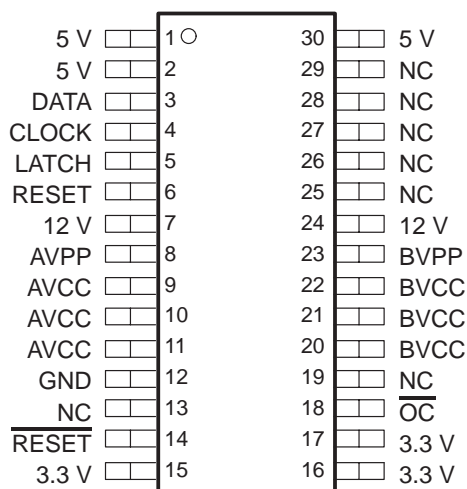 5 V 1 30 5 V
5 V 2 29 NC
DATA 3 28 NC
CLOCK 4 27 NC
LATCH 5 26 NC
RESET 6 25 NC
12 V 7 24 12 V
AVPP 8 23 BVPP
AVCC 9 22 BVCC
AVCC 10 21 BVCC
AVCC 11 20 BVCC
GND 12 19 NC
NC 13 18 O̅C̅
R̅E̅S̅E̅T̅ 14 17 3.3 V
3.3 V 15 16 3.3 V